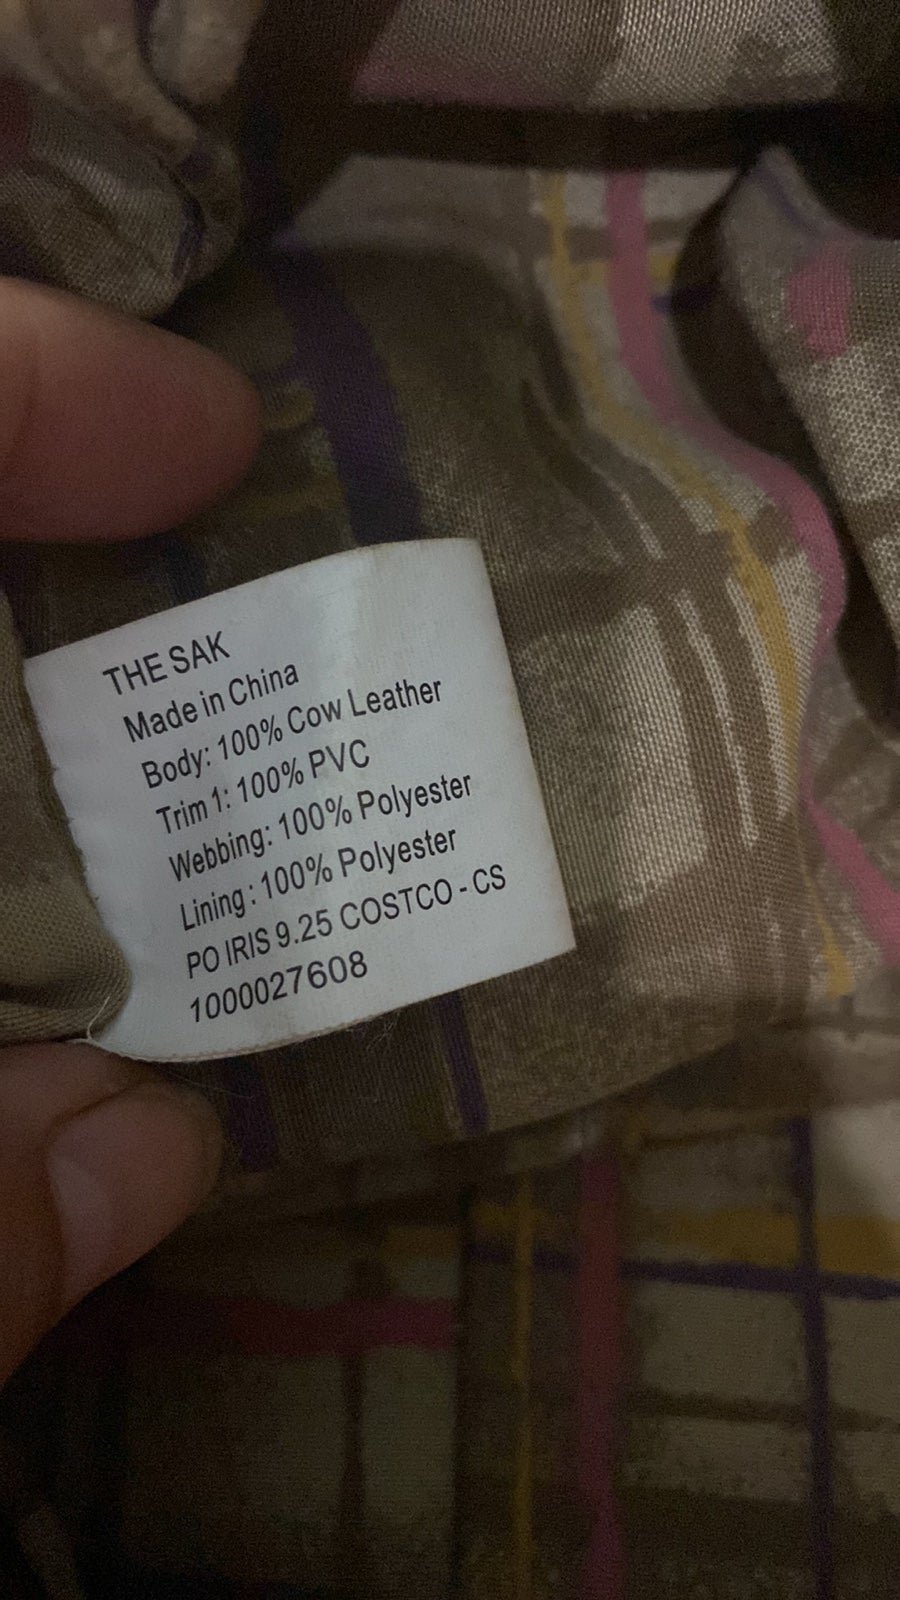 THE SAK
Made in China
Body: 100% Cow Leather
Trim 1: 100% PVC
Webbing: 100% Polyester
Lining: 100% Polyester
PO IRIS 9.25 COSTCO - CS
1000027608